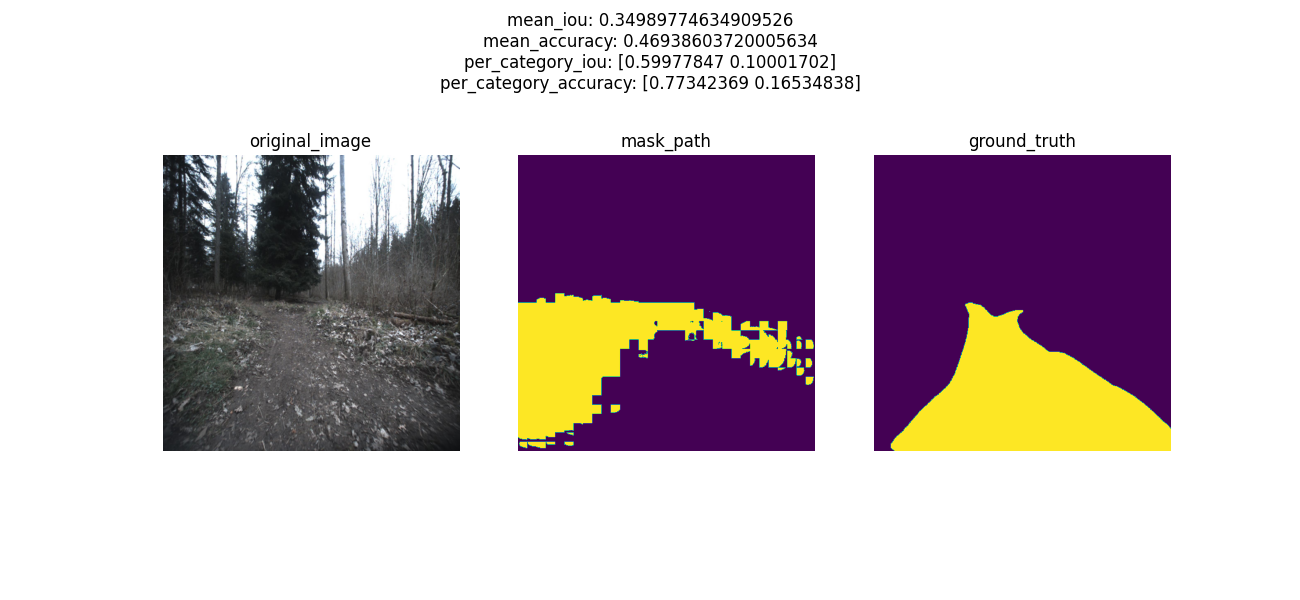 mean_iou: 0.34989774634909526
mean_accuracy: 0.46938603720005634
per_category_iou: [0.59977847 0.10001702]
per_category_accuracy: [0.77342369 0.16534838]
original_image
mask_path
ground_truth